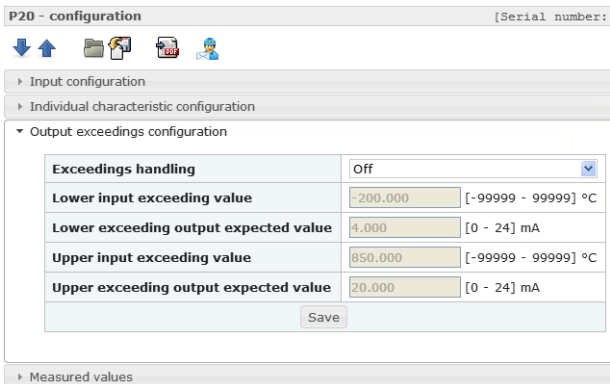 P20 - configuration [Serial number:
PDF
Input configuration
Individual characteristic configuration
Output exceedings configuration
Exceedings handling Off
Lower input exceeding value -200.000 [-99999 - 99999] °C
Lower exceeding output expected value 4.000 [0 - 24] mA
Upper input exceeding value 850.000 [-99999 - 99999] °C
Upper exceeding output expected value 20.000 [0 - 24] mA
Save
Measured values